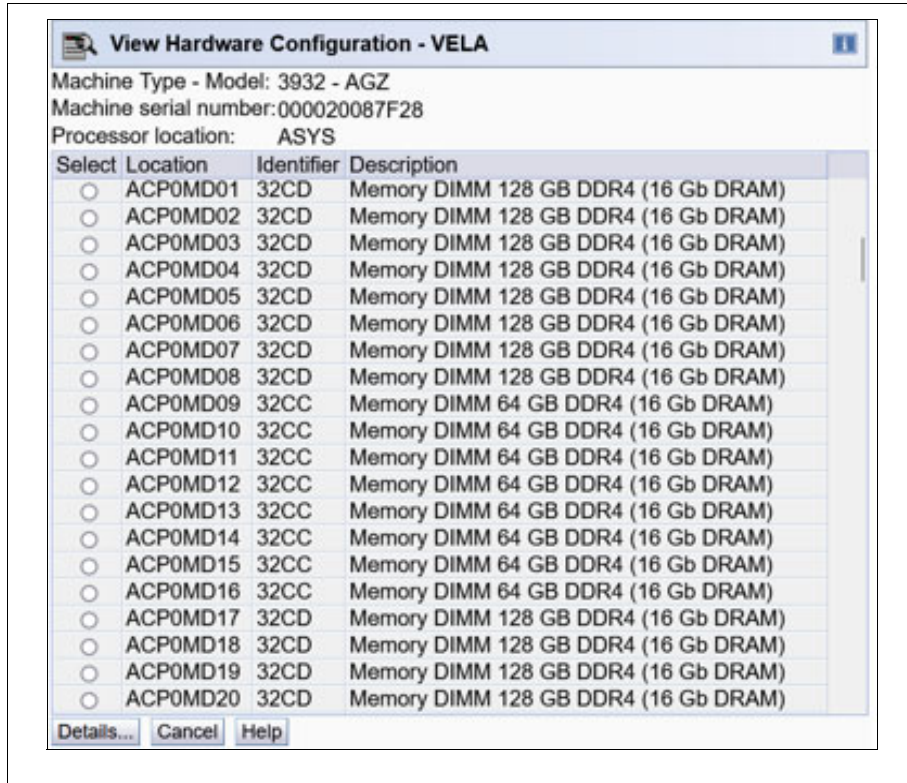 View Hardware Configuration - VELA
Machine Type - Model: 3932 - AGZ
Machine serial number:000020087F28
Processor location: ASYS
Select Location Identifier Description
ACP0MD01 32CD Memory DIMM 128 GB DDR4 (16 Gb DRAM)
ACP0MD02 32CD Memory DIMM 128 GB DDR4 (16 Gb DRAM)
ACP0MD03 32CD Memory DIMM 128 GB DDR4 (16 Gb DRAM)
ACP0MD04 32CD Memory DIMM 128 GB DDR4 (16 Gb DRAM)
ACP0MD05 32CD Memory DIMM 128 GB DDR4 (16 Gb DRAM)
ACP0MD06 32CD Memory DIMM 128 GB DDR4 (16 Gb DRAM)
ACP0MD07 32CD Memory DIMM 128 GB DDR4 (16 Gb DRAM)
ACP0MD08 32CD Memory DIMM 128 GB DDR4 (16 Gb DRAM)
ACP0MD09 32CC Memory DIMM 64 GB DDR4 (16 Gb DRAM)
ACP0MD10 32CC Memory DIMM 64 GB DDR4 (16 Gb DRAM)
ACP0MD11 32CC Memory DIMM 64 GB DDR4 (16 Gb DRAM)
ACP0MD12 32CC Memory DIMM 64 GB DDR4 (16 Gb DRAM)
ACP0MD13 32CC Memory DIMM 64 GB DDR4 (16 Gb DRAM)
ACP0MD14 32CC Memory DIMM 64 GB DDR4 (16 Gb DRAM)
ACP0MD15 32CC Memory DIMM 64 GB DDR4 (16 Gb DRAM)
ACP0MD16 32CC Memory DIMM 64 GB DDR4 (16 Gb DRAM)
ACP0MD17 32CD Memory DIMM 128 GB DDR4 (16 Gb DRAM)
ACP0MD18 32CD Memory DIMM 128 GB DDR4 (16 Gb DRAM)
ACP0MD19 32CD Memory DIMM 128 GB DDR4 (16 Gb DRAM)
ACP0MD20 32CD Memory DIMM 128 GB DDR4 (16 Gb DRAM)
Details... Cancel Help